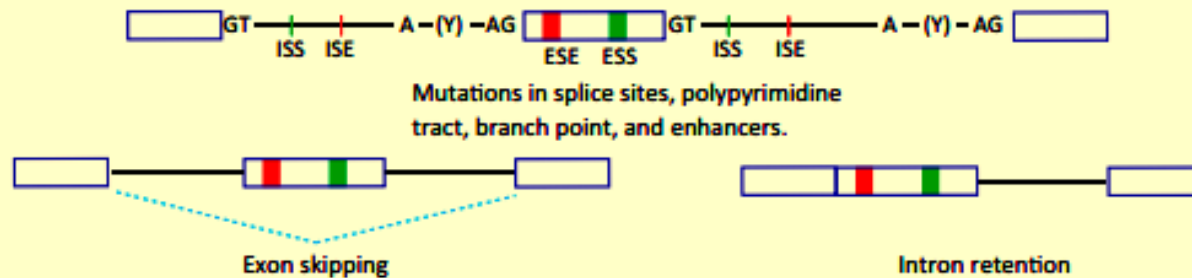 GT A –(Y) –AG GT A –(Y) –AG
ISS ISE ESE ESS ISS ISE
Mutations in splice sites, polypyrimidine
tract, branch point, and enhancers.
Exon skipping Intron retention